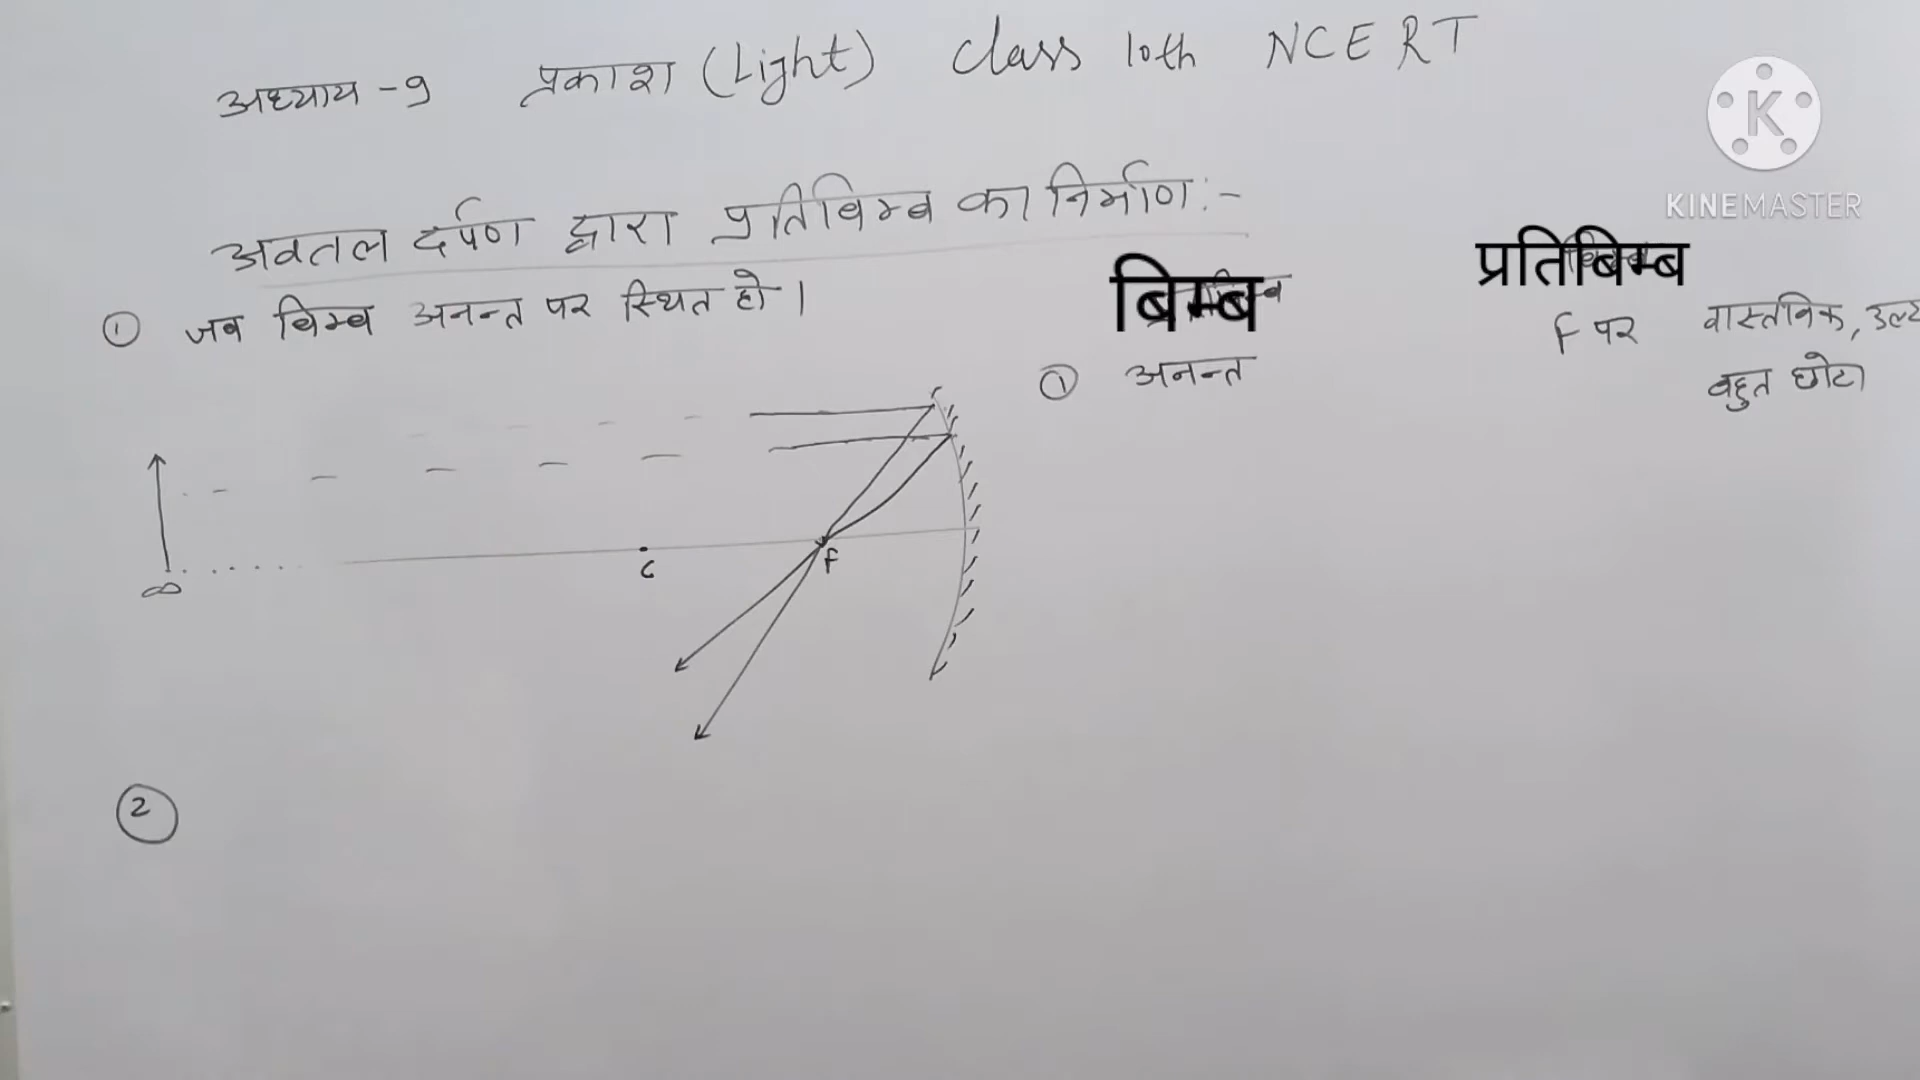 अध्याय -9 प्रकाश (Light) Class 10th NCERT
K
KINEMASTER
अवतल दर्पण द्वारा प्रतिबिम्ब का निर्माण :-
बिम्ब प्रतिबिम्ब
① जब बिम्ब अनन्त पर स्थित हो ।
F पर वास्तविक,
① अनन्त
बहुत छोटा
∞
C
F
②